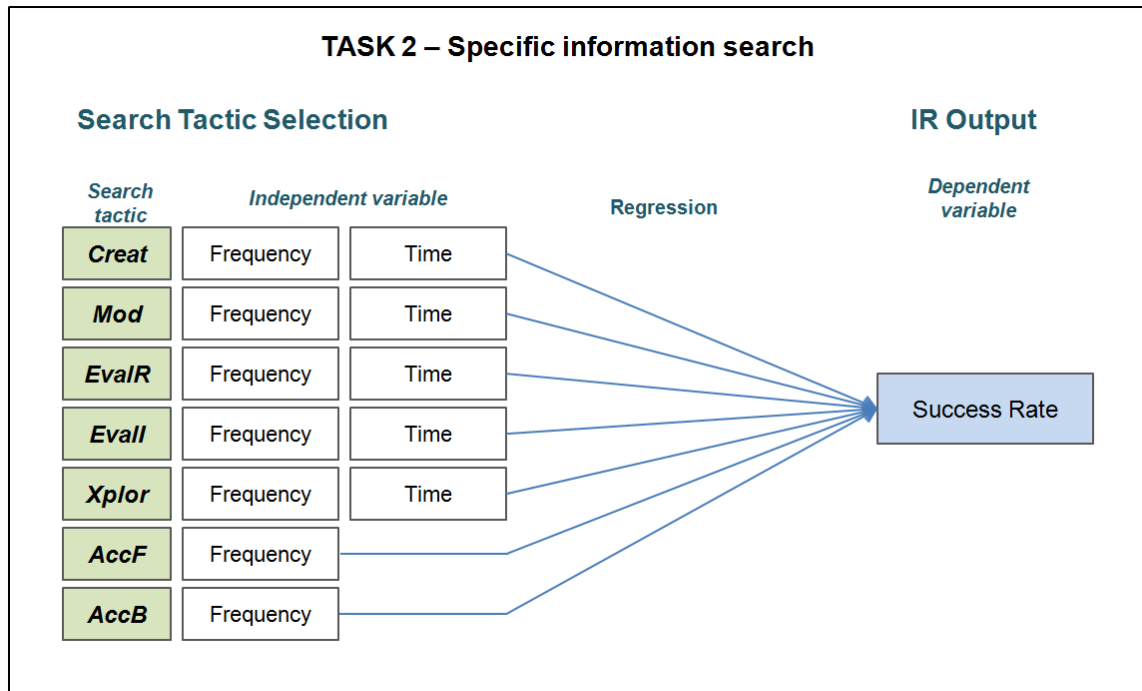 TASK 2 – Specific information search
Search Tactic Selection
IR Output
Search
tactic
Independent variable
Regression
Dependent
variable
Creat
Frequency
Time
Mod
Frequency
Time
EvalR
Frequency
Time
EvalI
Frequency
Time
Xplor
Frequency
Time
AccF
Frequency
AccB
Frequency
Success Rate